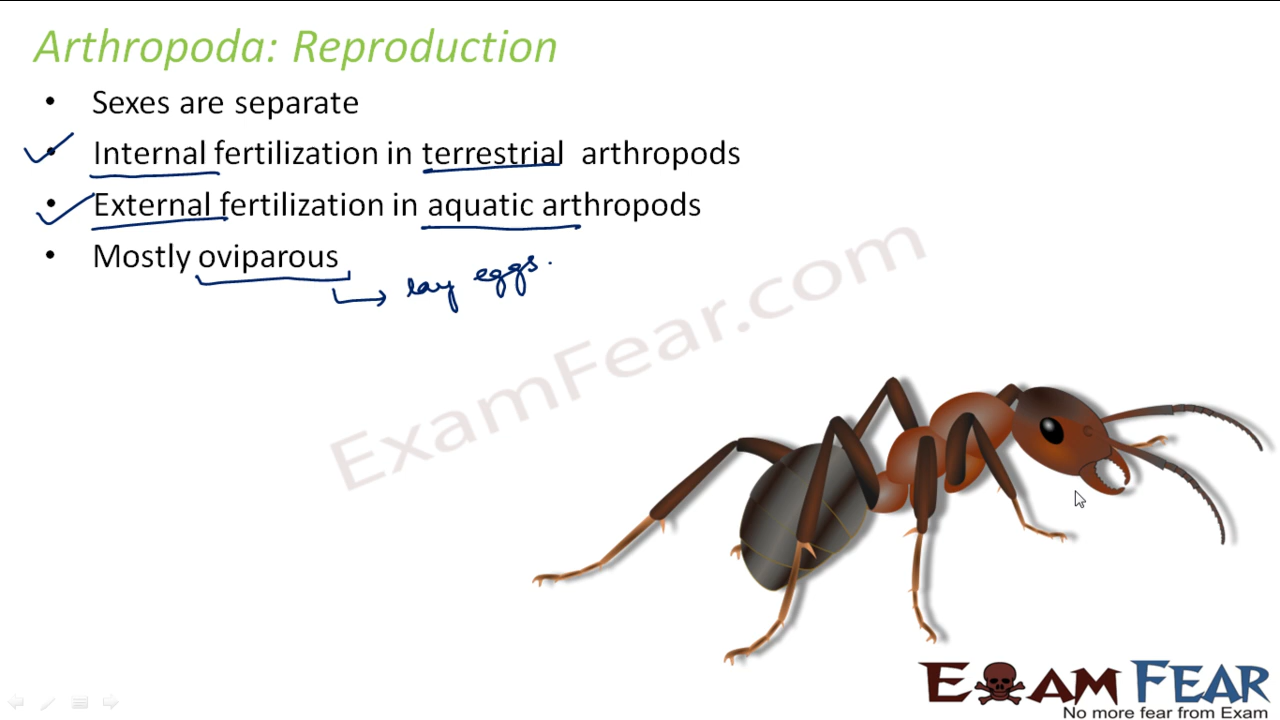 Arthropoda: Reproduction
• Sexes are separate
• Internal fertilization in terrestrial arthropods
• External fertilization in aquatic arthropods
• Mostly oviparous
→ lay eggs.
ExamFear.com
EXAM FEAR
No more fear from Exam